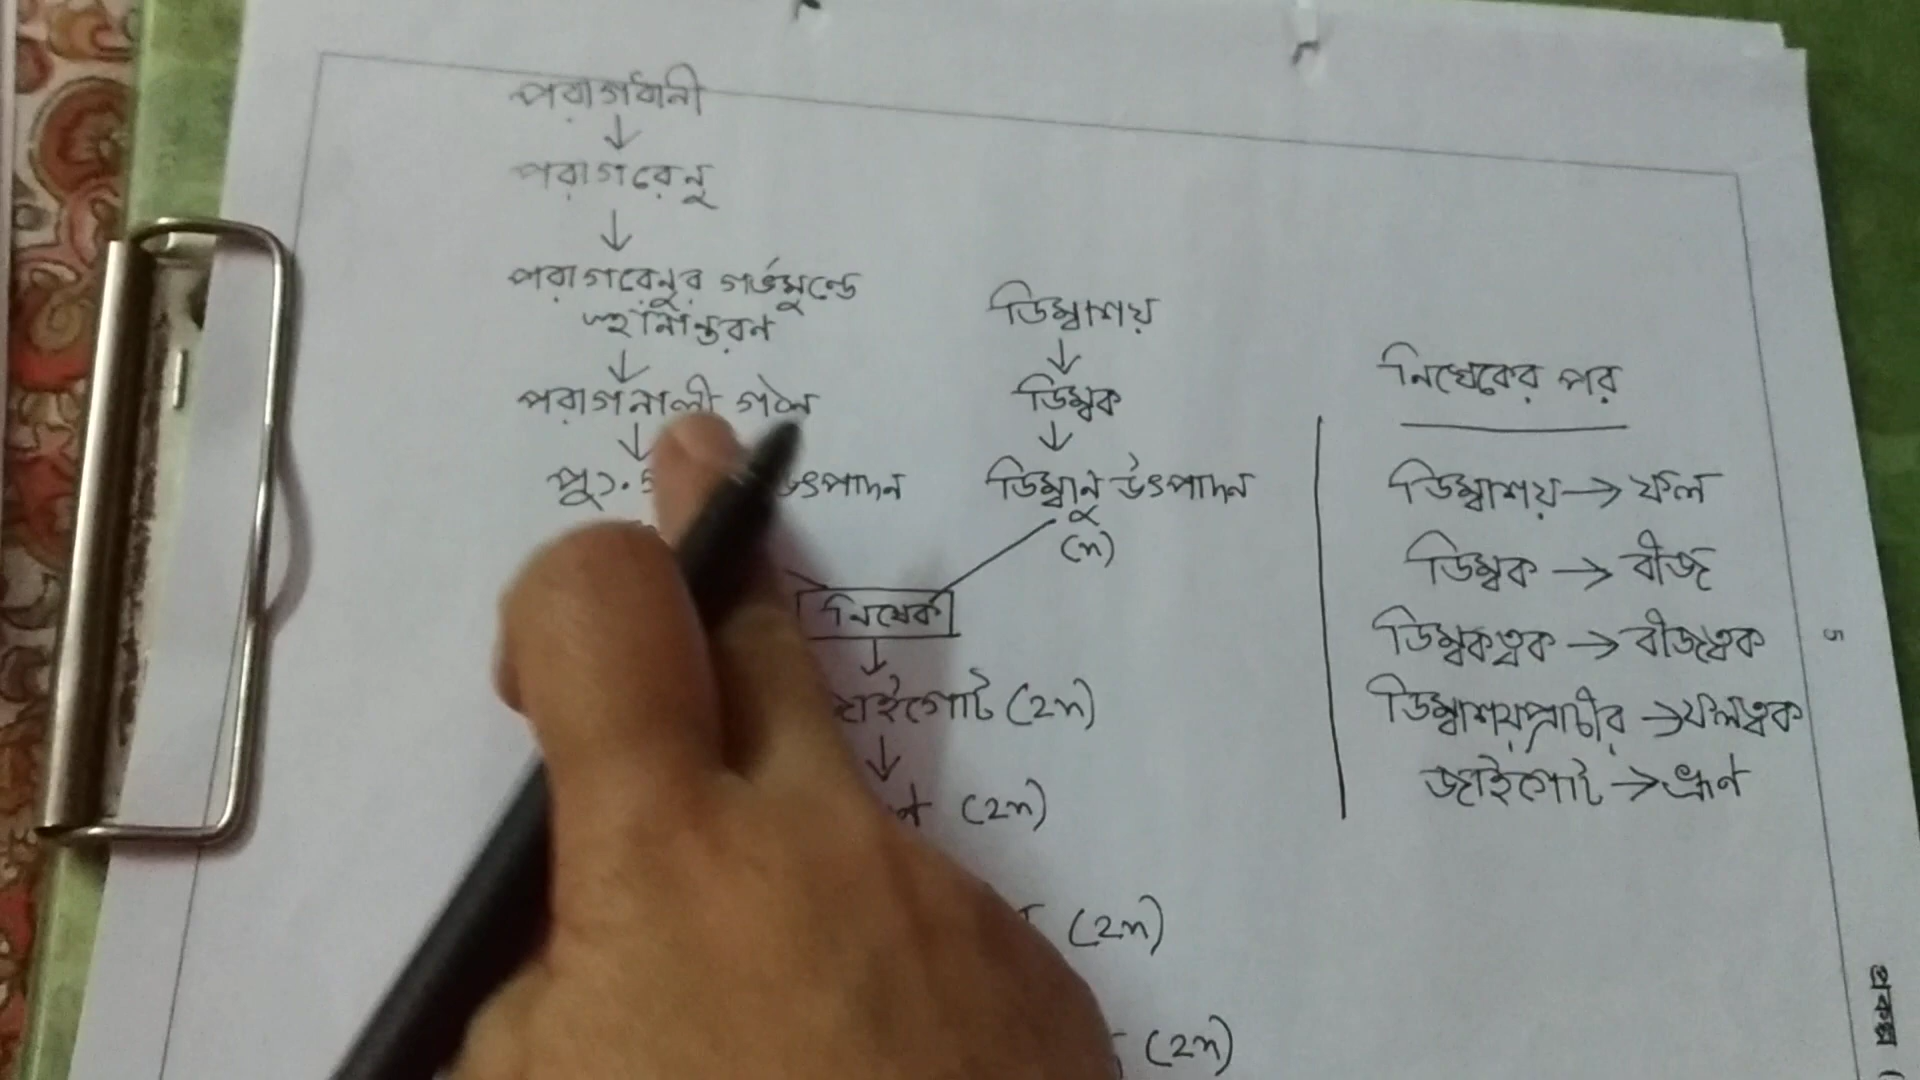 পরাগধানী
↓
পরাগরেনু
↓
পরাগরেনুর গর্ভমুন্ডে
স্হানান্তরন
↓
পরাগনালী গঠন
↓
পুং. উৎপাদন
ডিম্বাশয়
↓
ডিম্বক
↓
ডিম্বানু উৎপাদন
(n)
নিষেক
↓
জাইগোট (2n)
↓
(2n)
(2n)
(2n)
নিষেকের পর
ডিম্বাশয় → ফল
ডিম্বক → বীজ
ডিম্বকত্বক → বীজত্বক
ডিম্বাশয়প্রাচীর → ফলত্বক
জাইগোট → ভ্রূণ
5